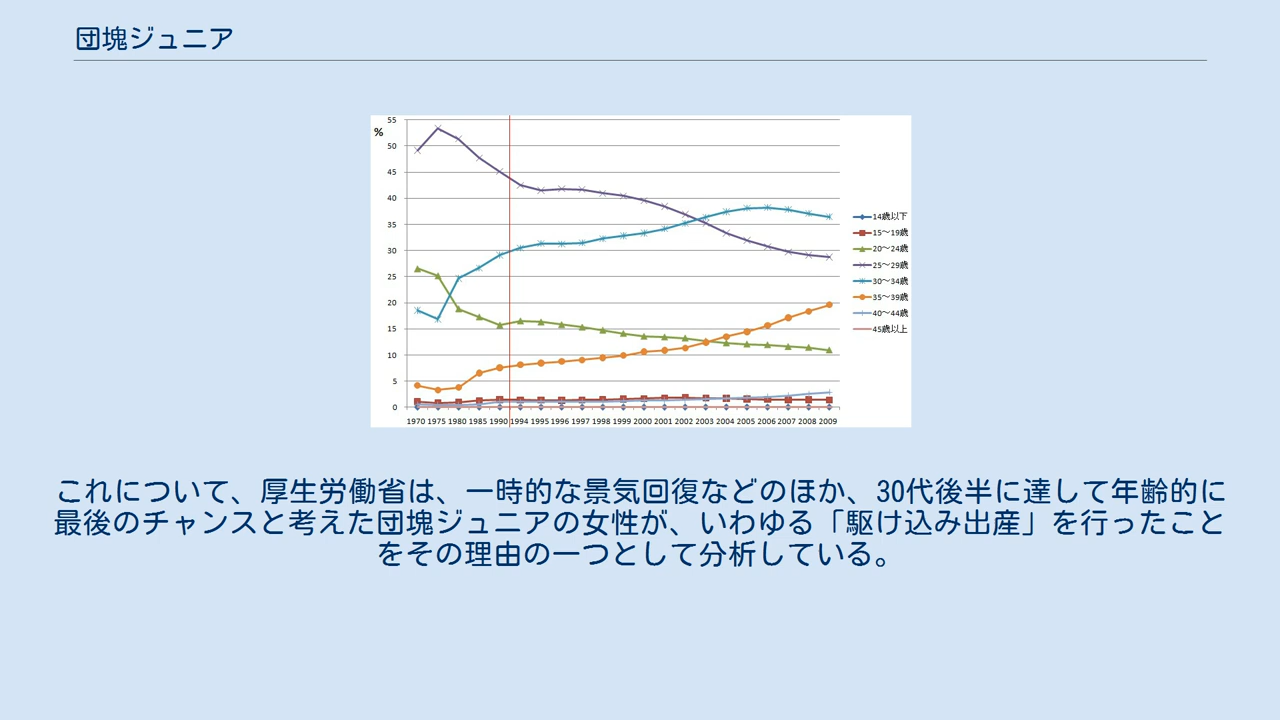 団塊ジュニア
%
55
50
45
40
35
30
25
20
15
10
5
0
1970 1975 1980 1985 1990 1994 1995 1996 1997 1998 1999 2000 2001 2002 2003 2004 2005 2006 2007 2008 2009
14歳以下
15～19歳
20～24歳
25～29歳
30～34歳
35～39歳
40～44歳
45歳以上
これについて、厚生労働省は、一時的な景気回復などのほか、30代後半に達して年齢的に
最後のチャンスと考えた団塊ジュニアの女性が、いわゆる「駆け込み出産」を行ったこと
をその理由の一つとして分析している。